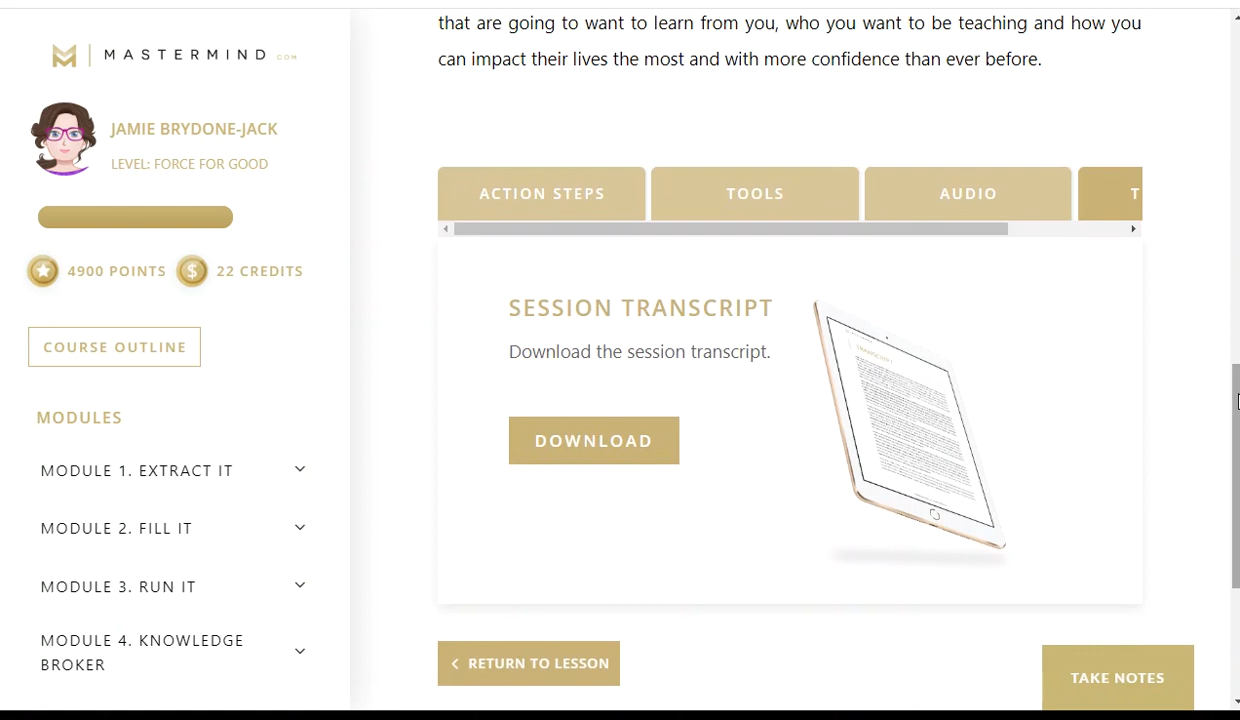 MASTERMIND .COM
JAMIE BRYDONE-JACK
LEVEL: FORCE FOR GOOD
4900 POINTS
$ 22 CREDITS
COURSE OUTLINE
MODULES
MODULE 1. EXTRACT IT
MODULE 2. FILL IT
MODULE 3. RUN IT
MODULE 4. KNOWLEDGE
BROKER
that are going to want to learn from you, who you want to be teaching and how you
can impact their lives the most and with more confidence than ever before.
ACTION STEPS
TOOLS
AUDIO
T
SESSION TRANSCRIPT
Download the session transcript.
DOWNLOAD
TRANSCRIPT
RETURN TO LESSON
TAKE NOTES